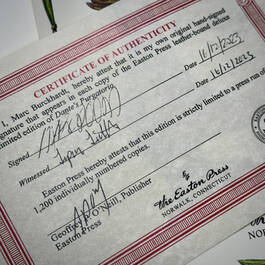 CERTIFICATE OF AUTHENTICITY
I, Marc Burckhardt, hereby attest that it is my own original hand-signed
signature that appears in each copy of the Easton Press leather-bound deluxe
limited edition of Dante's Purgatorio.
Signed
Date 16/12/2023
Witnessed
Date 16/12/2023
Easton Press hereby attests that this edition is strictly limited to a press run of
1,200 individually numbered copies.
Geoffrey O'Neill, Publisher
Easton Press
The Easton Press
NORWALK, CONNECTICUT